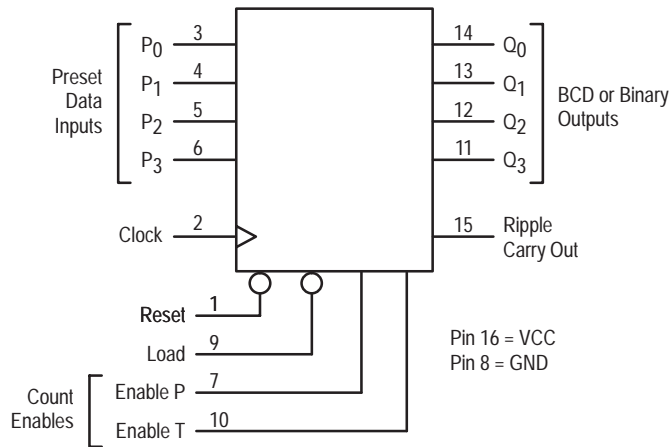 Preset
Data
Inputs
P0 3
P1 4
P2 5
P3 6
14 Q0
13 Q1
12 Q2
11 Q3
BCD or Binary
Outputs
Clock 2
15 Ripple
Carry Out
Reset 1
Load 9
Count
Enables
Enable P 7
Enable T 10
Pin 16 = VCC
Pin 8 = GND